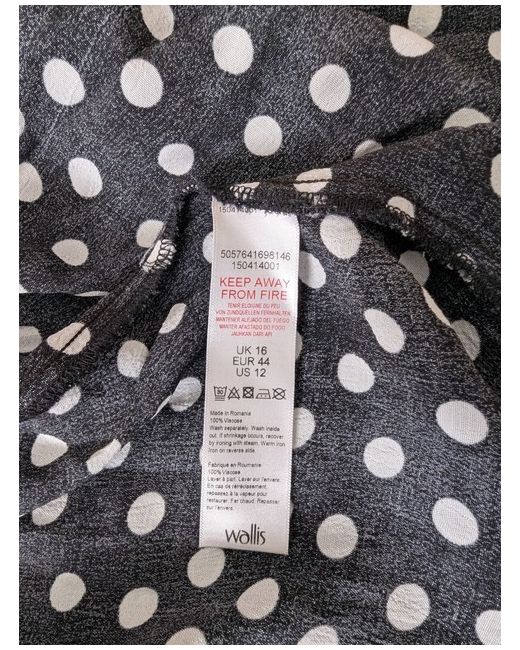 150414001
5057641698146
150414001
KEEP AWAY
FROM FIRE
TENIR ELOIGNE DU FEU
VON ZUNDQUELLEN FERNHALTEN
MANTENER ALEJADO DEL FUEGO
MANTER AFASTADO DO FOGO
JAUHKAN DARI API
UK 16
EUR 44
US 12
30
Made in Romania
100% Viscose
Wash separately. Wash inside
out. If shrinkage occurs, recover
by ironing with steam. Warm iron
Iron on reverse side.
Fabriqué en Roumanie
100% Viscose
Laver à part. Laver sur l'envers.
En cas de rétrécissement,
repassez à la vapeur pour
restaurer. Fer chaud. Repasser
sur l'envers.
wallis